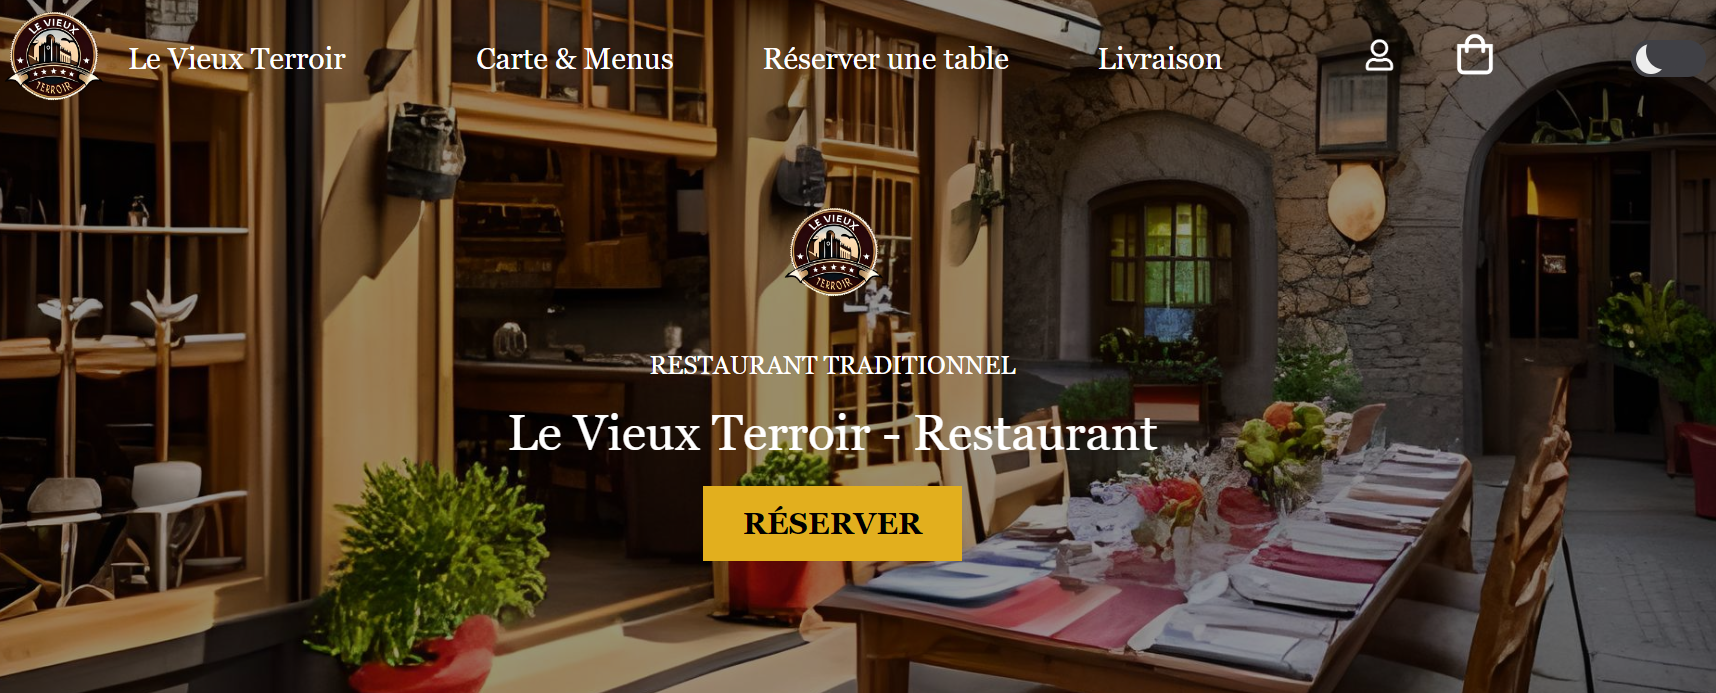 LE VIEUX
TERROIR
Le Vieux Terroir
Carte & Menus
Réserver une table
Livraison
LE VIEUX
TERROIR
RESTAURANT TRADITIONNEL
Le Vieux Terroir - Restaurant
RÉSERVER